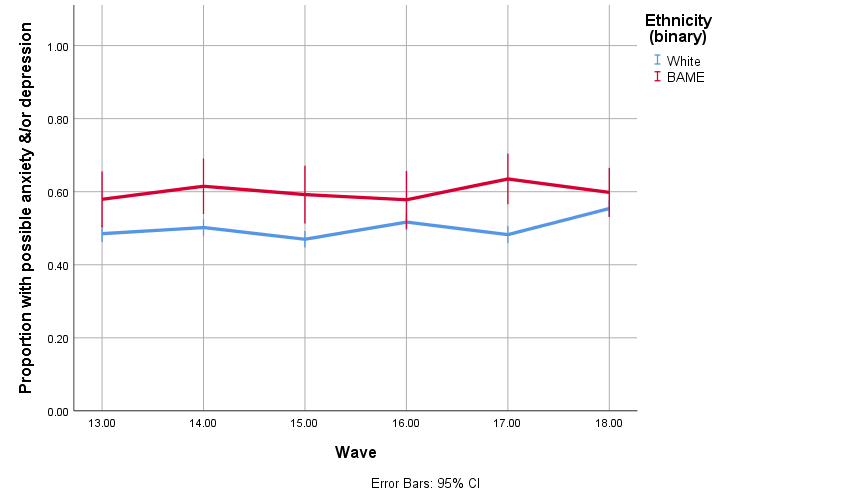 Proportion with possible anxiety &/or depression
1.00
0.80
0.60
0.40
0.20
0.00
13.00 14.00 15.00 16.00 17.00 18.00
Wave
Error Bars: 95% CI
Ethnicity
(binary)
White
BAME